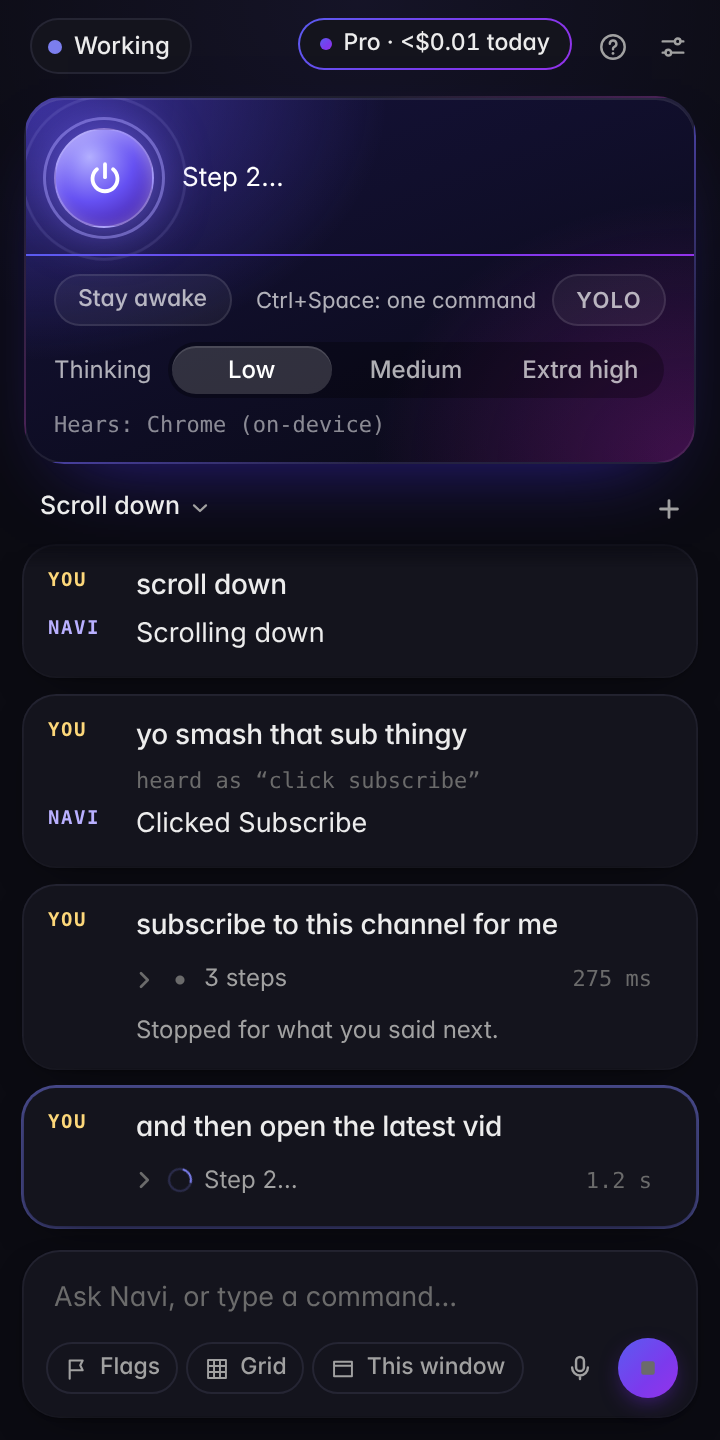 Working
Pro · <$0.01 today
Step 2...
Stay awake
Ctrl+Space: one command
YOLO
Thinking
Low
Medium
Extra high
Hears: Chrome (on-device)
Scroll down
YOU scroll down
NAVI Scrolling down
YOU yo smash that sub thingy
heard as “click subscribe”
NAVI Clicked Subscribe
YOU subscribe to this channel for me
3 steps 275 ms
Stopped for what you said next.
YOU and then open the latest vid
Step 2... 1.2 s
Ask Navi, or type a command...
Flags
Grid
This window